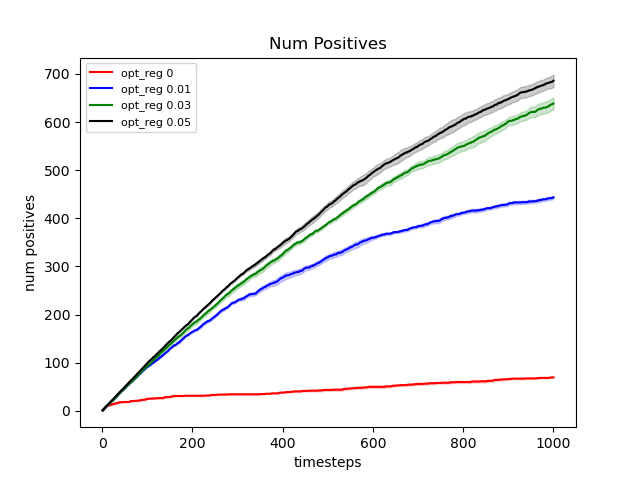 Num Positives
opt_reg 0
opt_reg 0.01
opt_reg 0.03
opt_reg 0.05
num positives
700
600
500
400
300
200
100
0
0 200 400 600 800 1000
timesteps